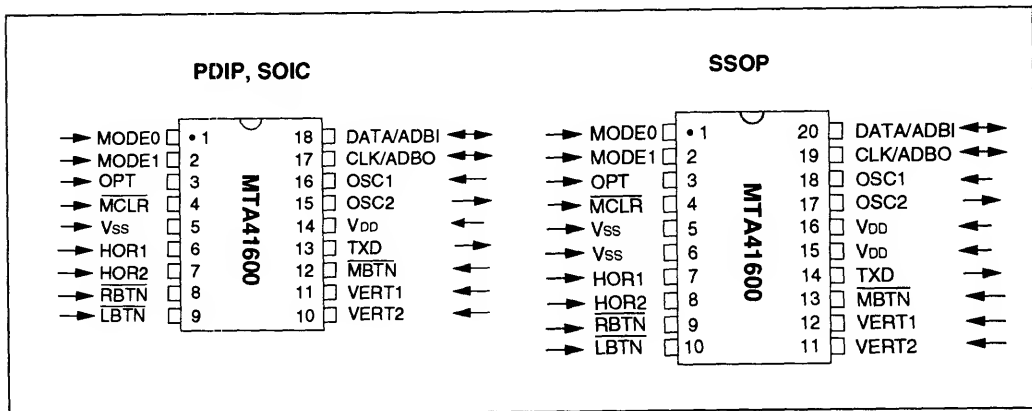 PDIP, SOIC
MODE0 • 1 18 DATA/ADBI
MODE1 2 17 CLK/ADBO
OPT 3 16 OSC1
MCLR 4 15 OSC2
Vss 5 14 VDD
HOR1 6 13 TXD
HOR2 7 12 MBTN
RBTN 8 11 VERT1
LBTN 9 10 VERT2
MTA41600
SSOP
MODE0 • 1 20 DATA/ADBI
MODE1 2 19 CLK/ADBO
OPT 3 18 OSC1
MCLR 4 17 OSC2
Vss 5 16 VDD
Vss 6 15 VDD
HOR1 7 14 TXD
HOR2 8 13 MBTN
RBTN 9 12 VERT1
LBTN 10 11 VERT2
MTA41600